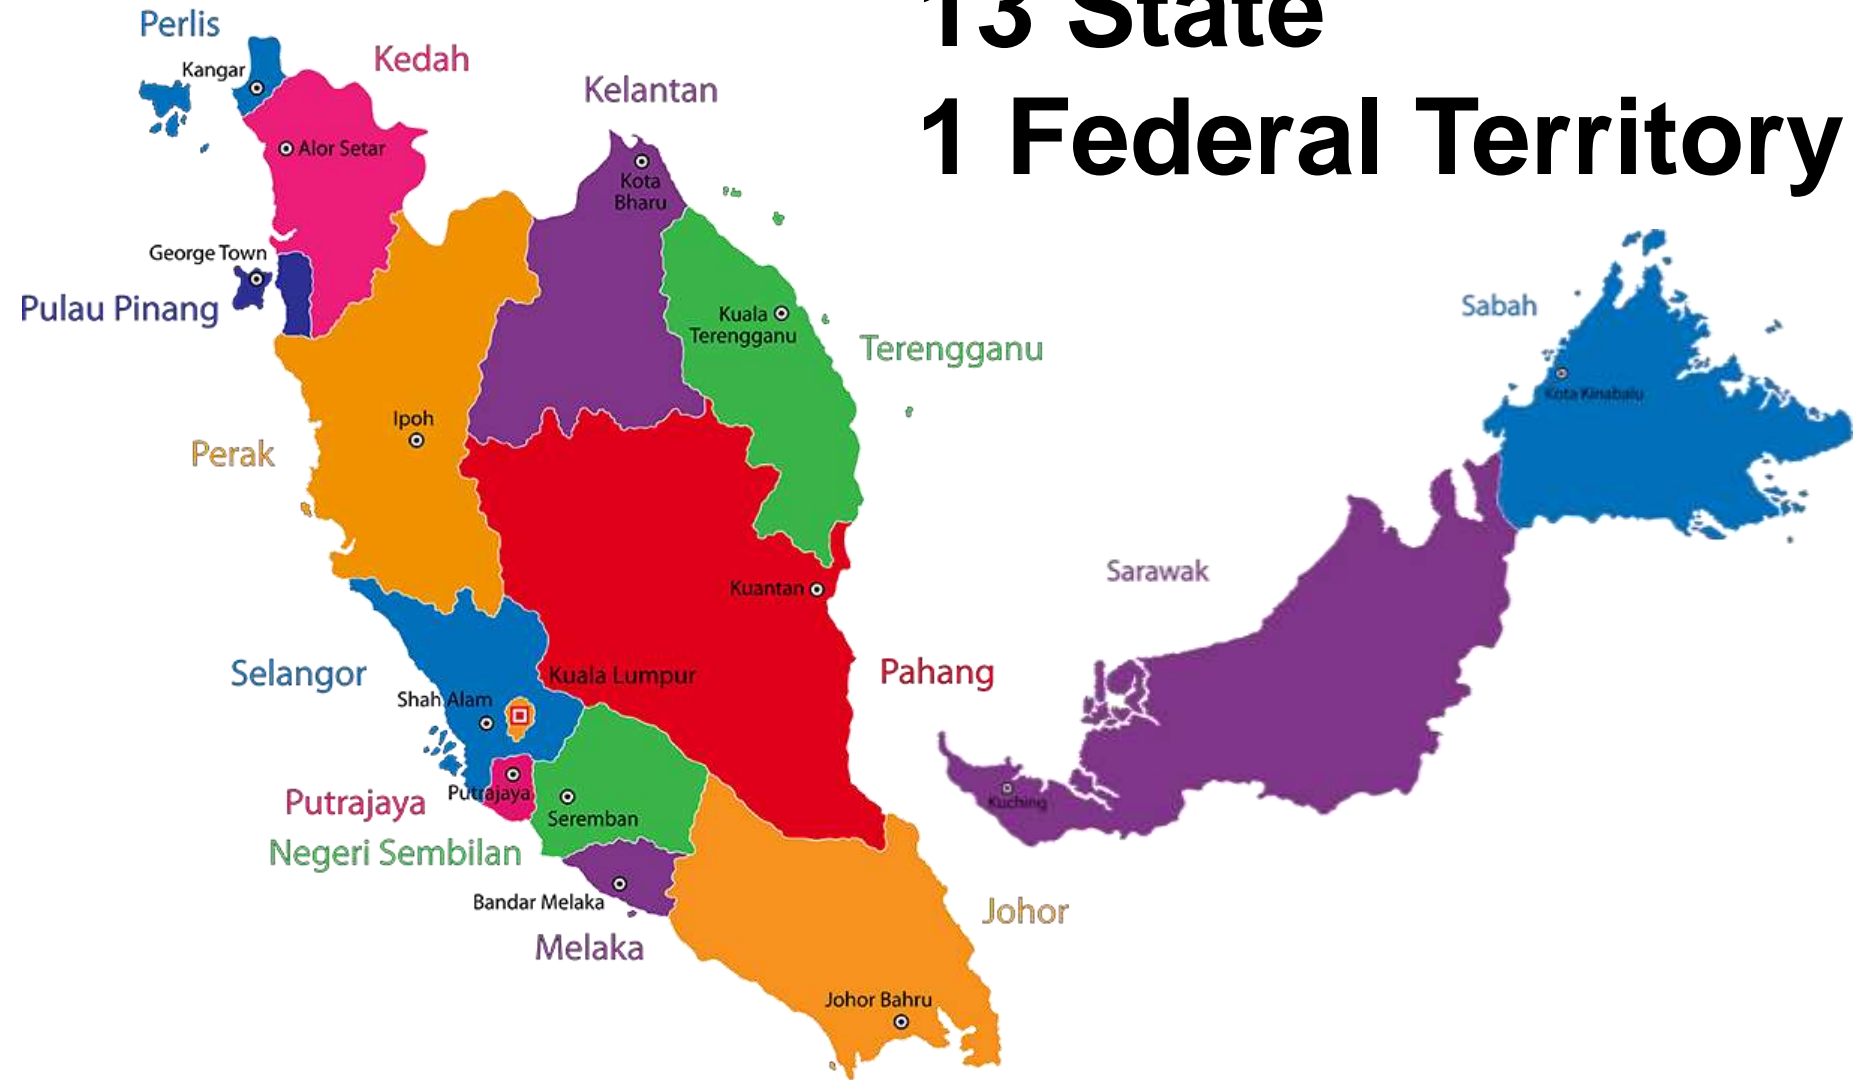 13 State
1 Federal Territory
Perlis
Kangar
Kedah
Alor Setar
Kelantan
Kota
Bharu
George Town
Pulau Pinang
Kuala
Terengganu
Terengganu
Ipoh
Perak
Kuantan
Pahang
Selangor
Shah Alam
Kuala Lumpur
Putrajaya
Putrajaya
Negeri Sembilan
Seremban
Bandar Melaka
Melaka
Johor
Johor Bahru
Sabah
Kota Kinabalu
Sarawak
Kuching